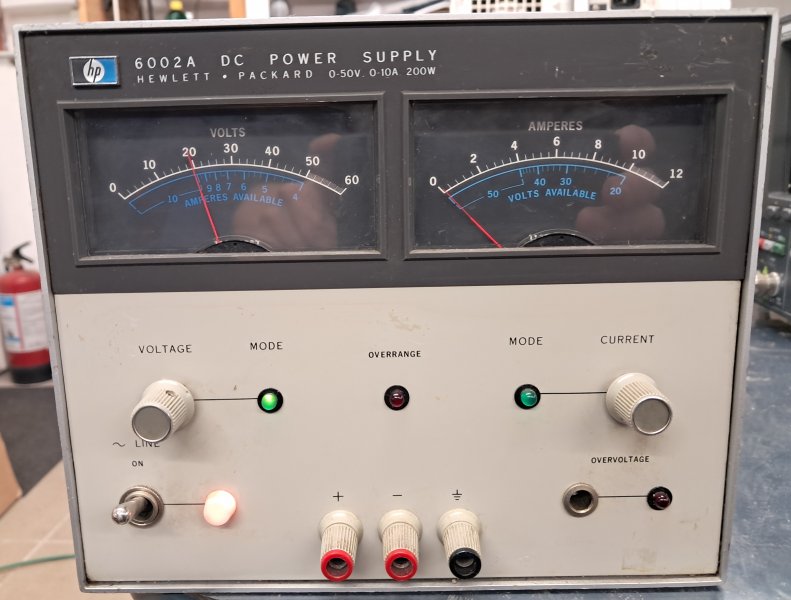 hp
6002A DC POWER SUPPLY
HEWLETT • PACKARD 0-50V. 0-10A 200W
VOLTS
0 10 20 30 40 50 60
10 9 8 7 6 5 4
AMPERES AVAILABLE
AMPERES
0 2 4 6 8 10 12
50 40 30 20
VOLTS AVAILABLE
VOLTAGE
MODE
OVERRANGE
MODE
CURRENT
~ LINE
ON
OVERVOLTAGE
+ −